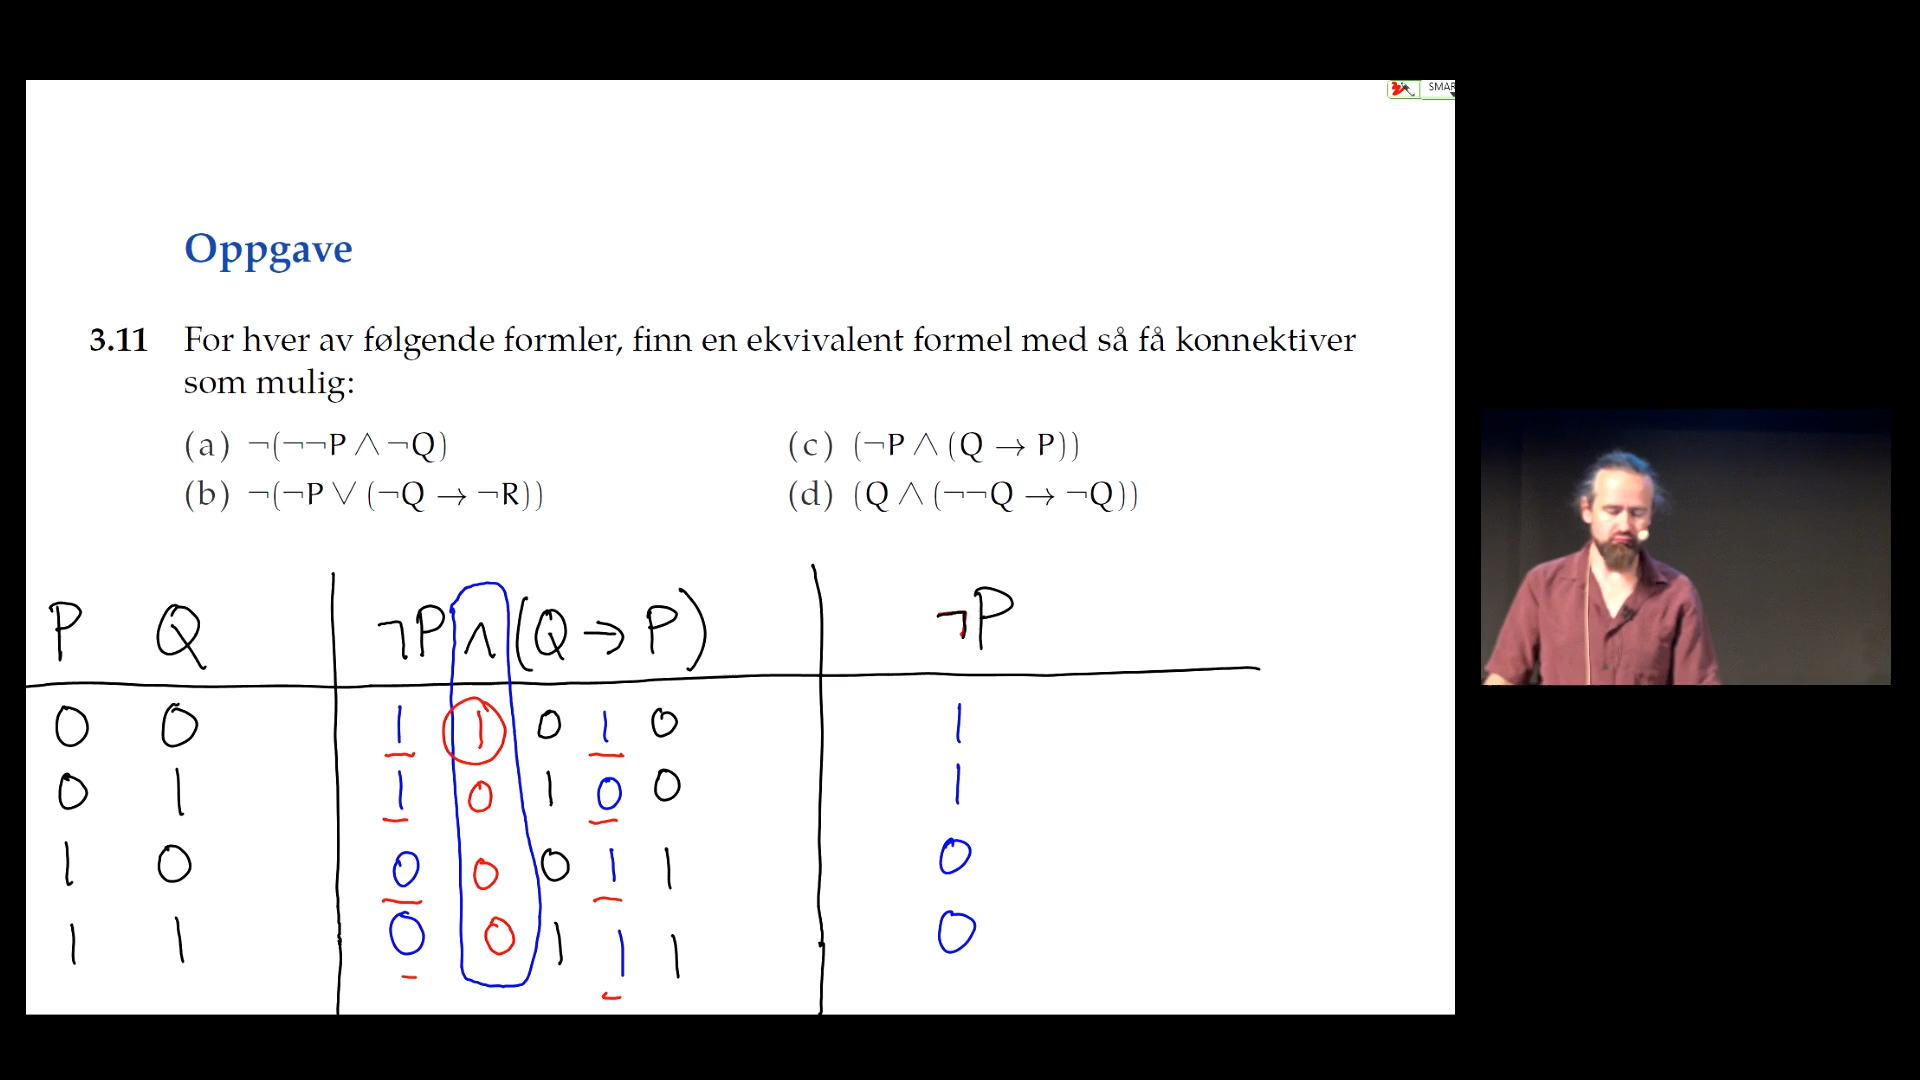 SMAR
Oppgave
3.11 For hver av følgende formler, finn en ekvivalent formel med så få konnektiver
som mulig:
(a) ¬(¬¬P ∧ ¬Q) (c) (¬P ∧ (Q → P))
(b) ¬(¬P ∨ (¬Q → ¬R)) (d) (Q ∧ (¬¬Q → ¬Q))
P Q ¬P ∧ (Q → P) ¬P
0 0 1 1 0 1 0 1
0 1 1 0 1 0 0 1
1 0 0 0 0 1 1 0
1 1 0 0 1 1 1 0